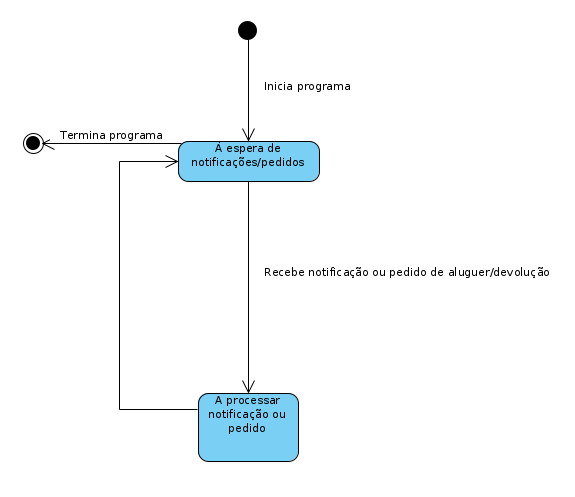 Inicia programa
Termina programa
Á espera de
notificações/pedidos
Recebe notificação ou pedido de aluguer/devolução
A processar
notificação ou
pedido